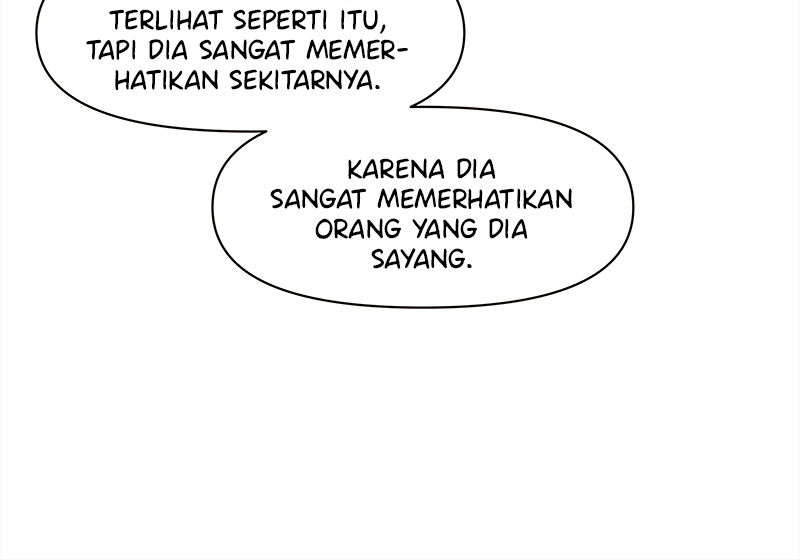 TERLIHAT SEPERTI ITU,
TAPI DIA SANGAT MEMER-
HATIKAN SEKITARNYA.
KARENA DIA
SANGAT MEMERHATIKAN
ORANG YANG DIA
SAYANG.